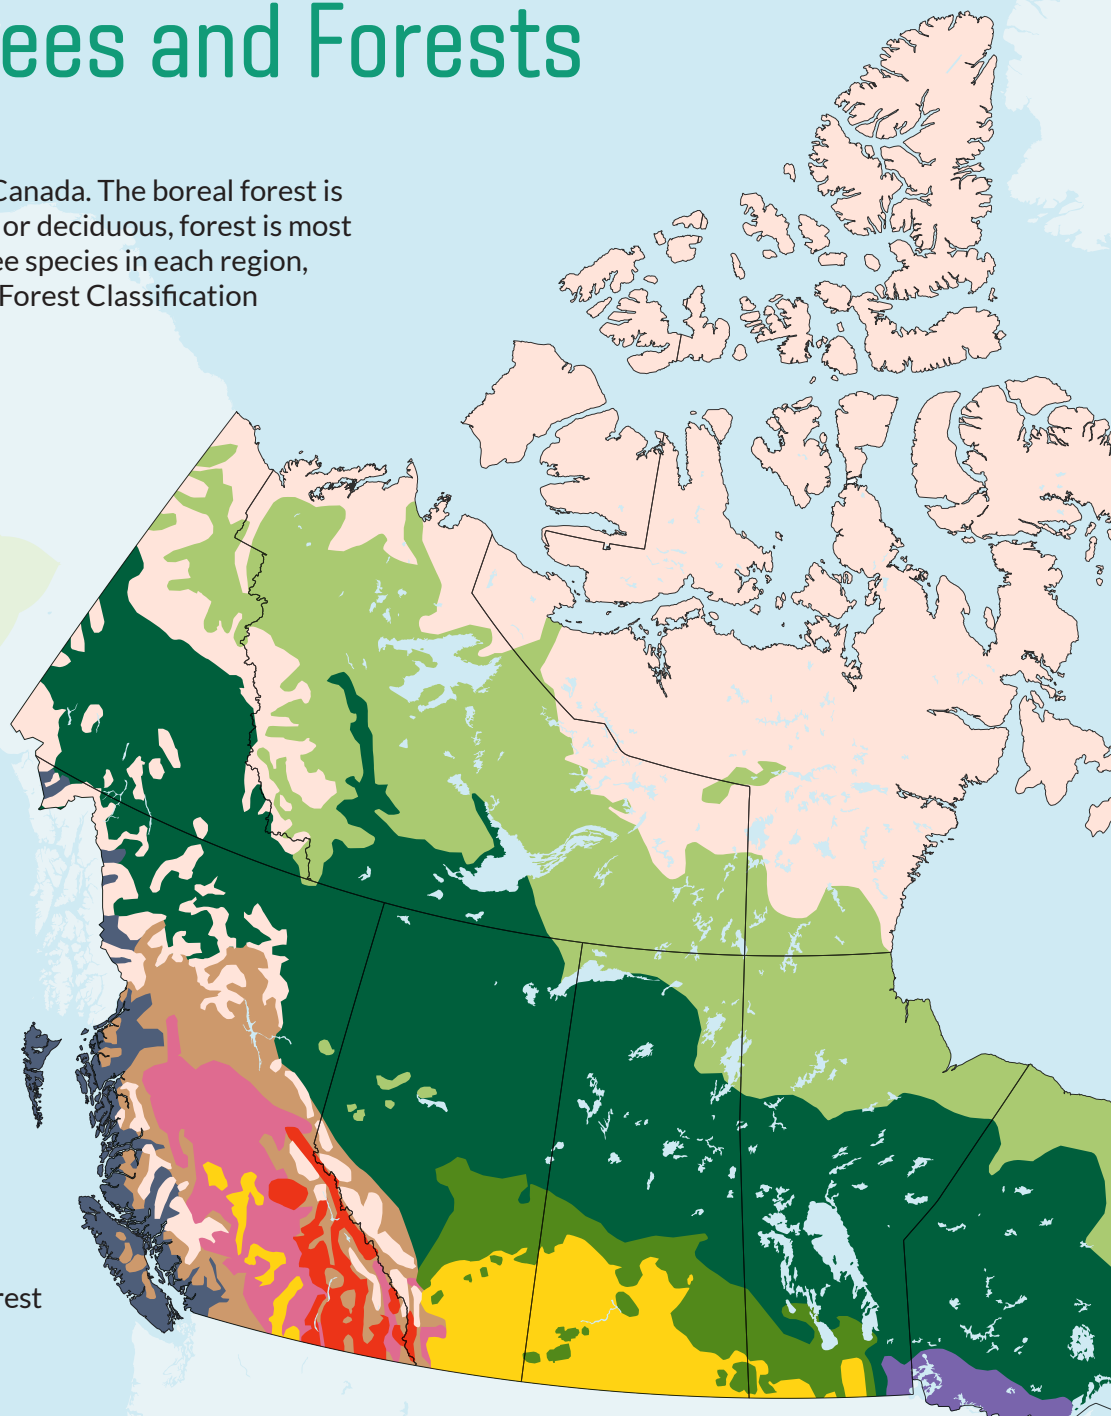 ees and Forests
Canada. The boreal forest is
or deciduous, forest is most
ee species in each region,
Forest Classification
rest